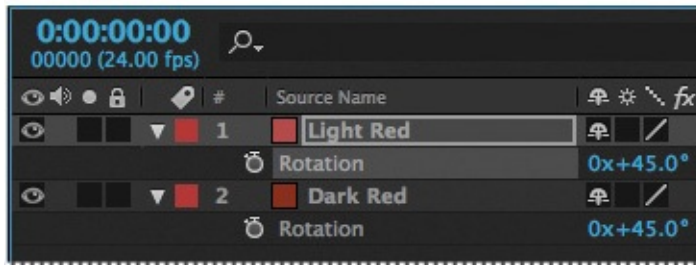 0:00:00:00
00000 (24.00 fps)
# Source Name fx
1 Light Red
Rotation 0x+45.0°
2 Dark Red
Rotation 0x+45.0°